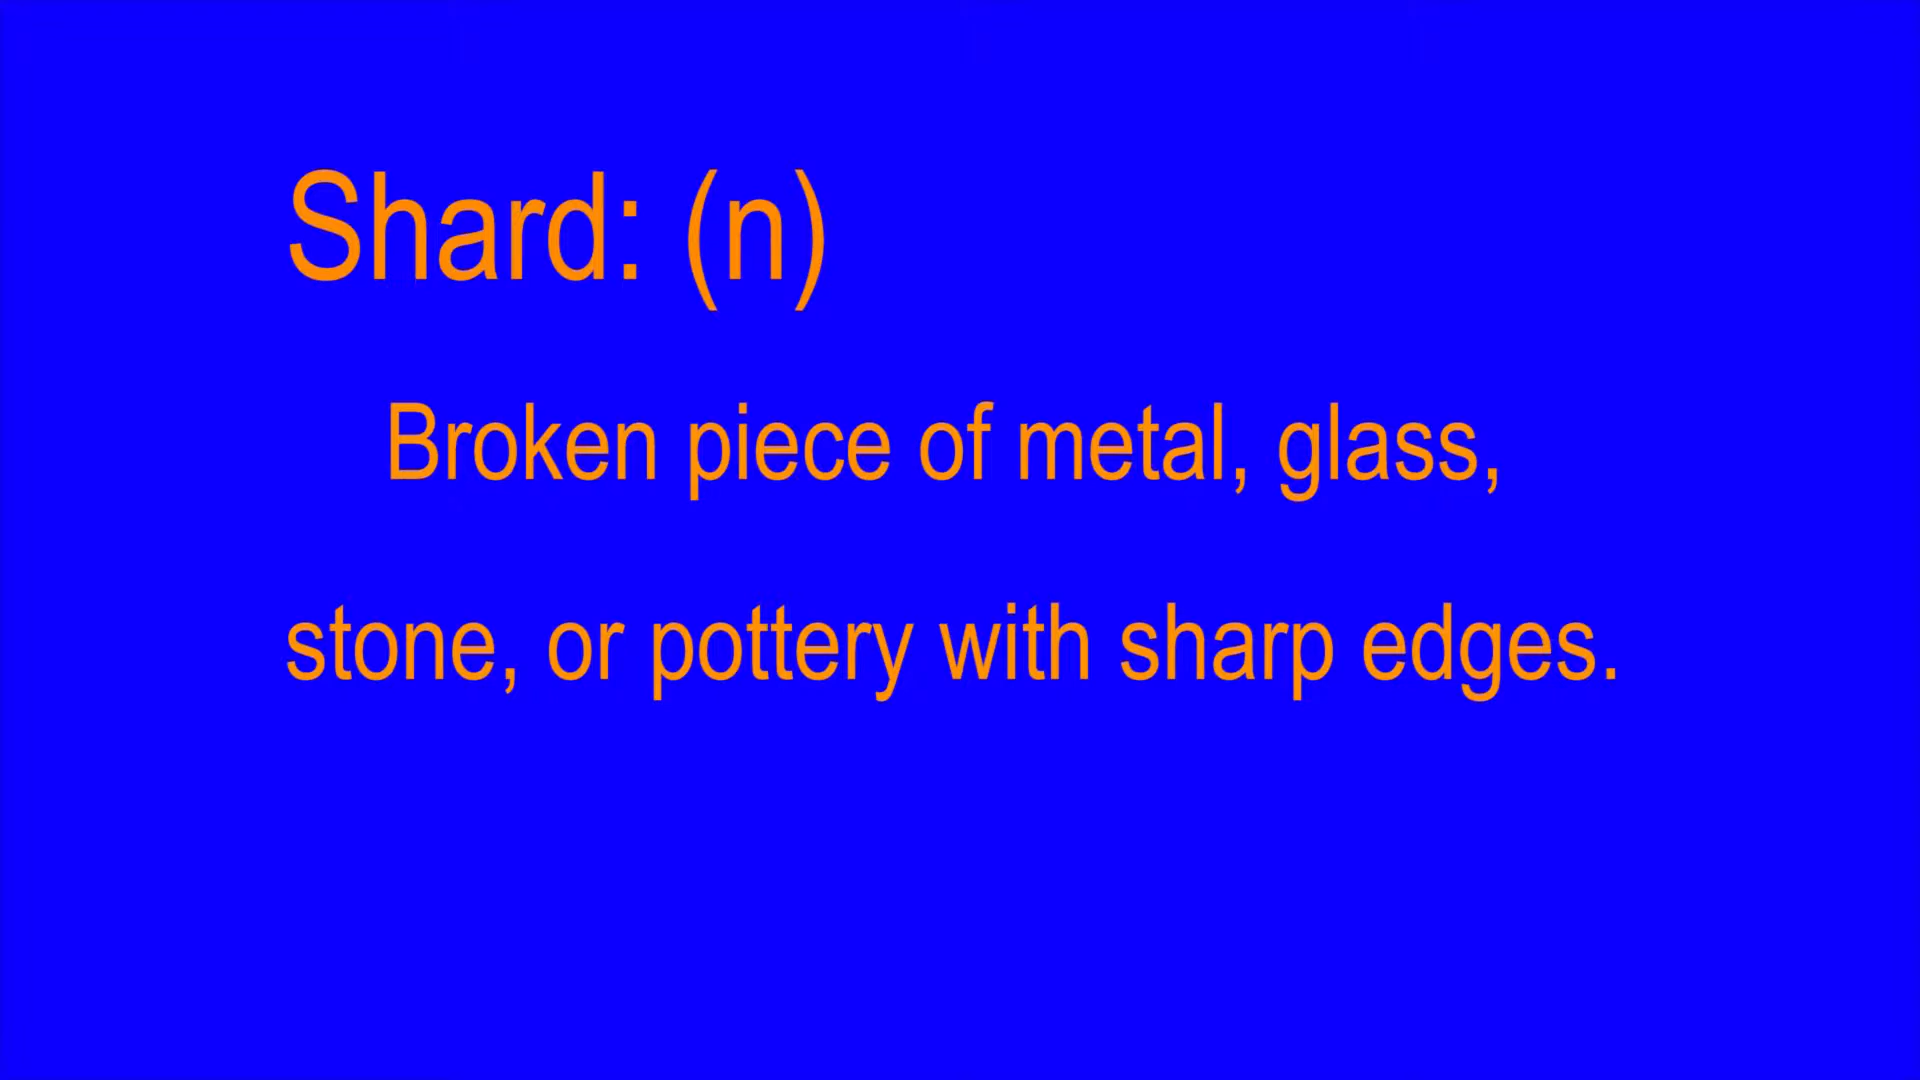 Shard: (n)
Broken piece of metal, glass,
stone, or pottery with sharp edges.